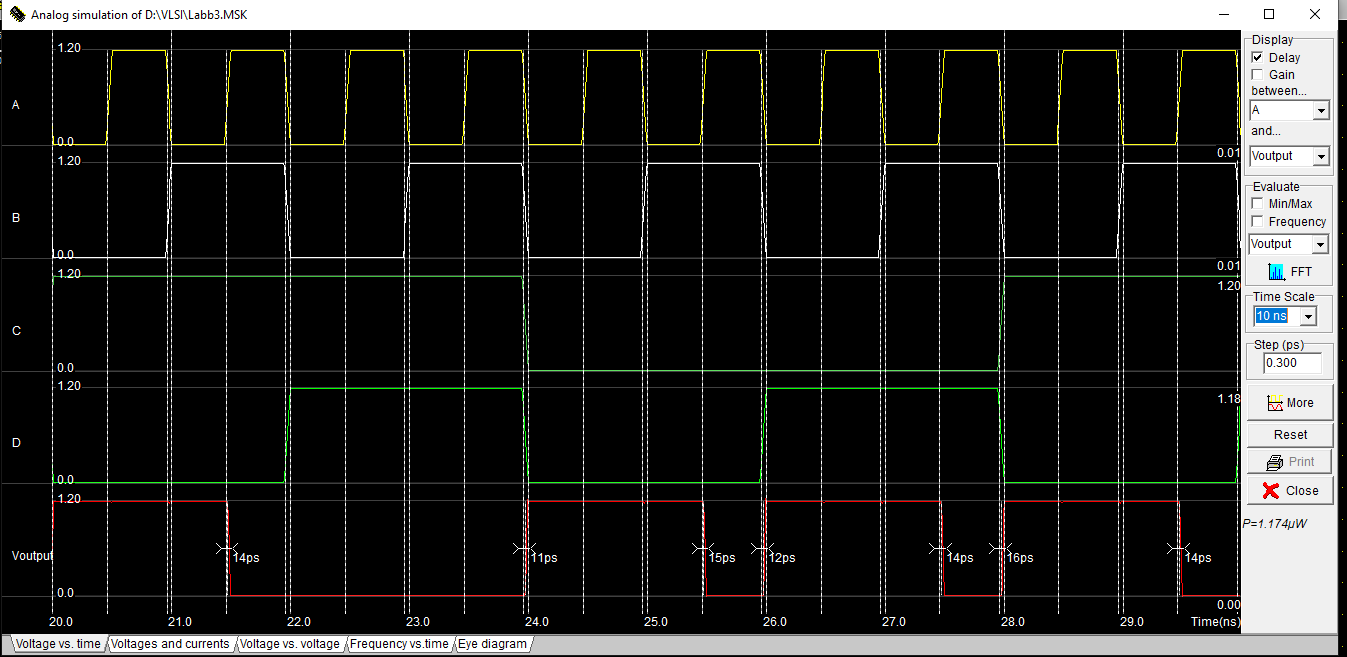 Analog simulation of D:\VLSI\Labb3.MSK
Display
Delay
Gain
between...
A
and...
Voutput
Evaluate
Min/Max
Frequency
Voutput
FFT
Time Scale
10 ns
Step (ps)
0.300
More
Reset
Print
Close
P=1.174µW
1.20
A
0.0
0.01
1.20
B
0.0
0.01
1.20
1.20
C
0.0
1.20
1.18
D
0.0
1.20
Voutput
14ps
11ps
15ps
12ps
14ps
16ps
14ps
0.0
0.00
20.0 21.0 22.0 23.0 24.0 25.0 26.0 27.0 28.0 29.0 Time(ns)
Voltage vs. time Voltages and currents Voltage vs. voltage Frequency vs.time Eye diagram